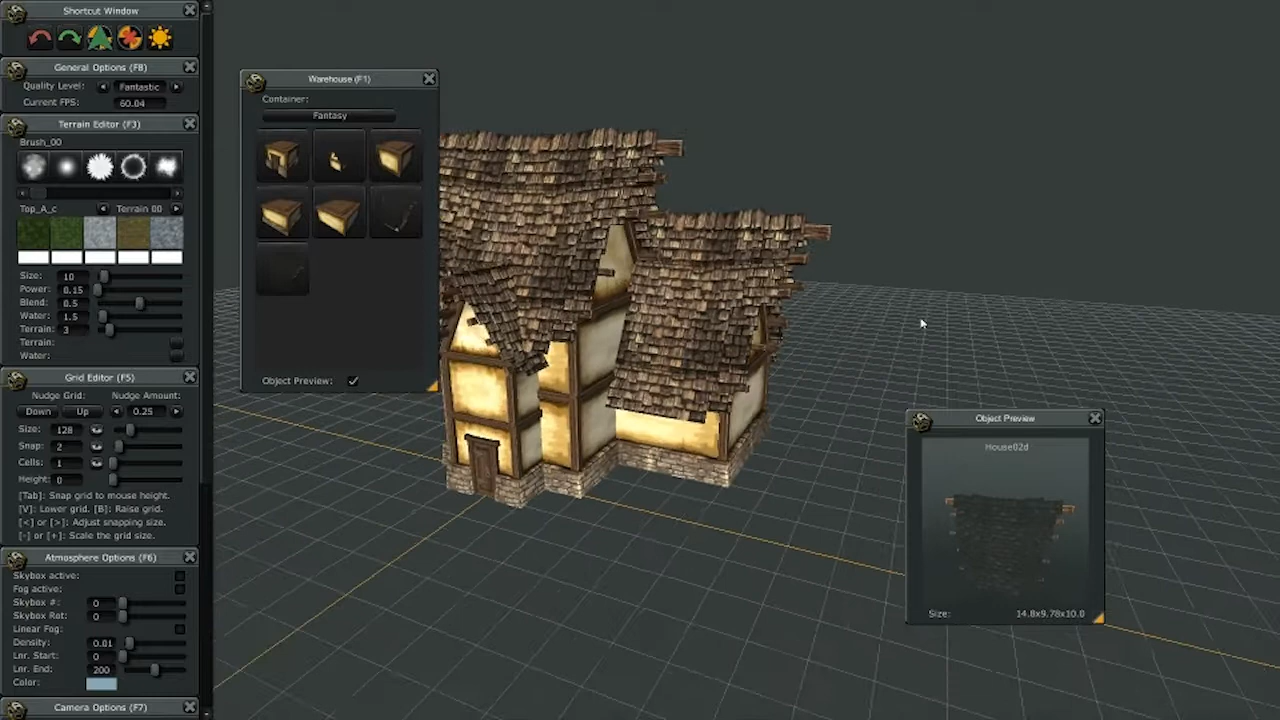 Shortcut Window
General Options (F8)
Quality Level: Fantastic
Current FPS: 60.04
Terrain Editor (F3)
Brush_00
Top_A_c Terrain 00
Size: 10
Power: 0.15
Blend: 0.5
Water: 1.5
Terrain: 3
Terrain:
Water:
Grid Editor (F5)
Nudge Grid: Nudge Amount:
Down Up 0.25
Size: 128
Snap: 2
Cells: 1
Height: 0
[Tab]: Snap grid to mouse height.
[V]: Lower grid. [B]: Raise grid.
[<] or [>]: Adjust snapping size.
[-] or [+]: Scale the grid size.
Atmosphere Options (F6)
Skybox active:
Fog active:
Skybox #: 0
Skybox Rot: 0
Linear Fog:
Density: 0.01
Lnr. Start: 0
Lnr. End: 200
Color:
Camera Options (F7)
Warehouse (F1)
Container:
Fantasy
Object Preview:
Object Preview
House02d
Size: 14.8x9.78x10.0